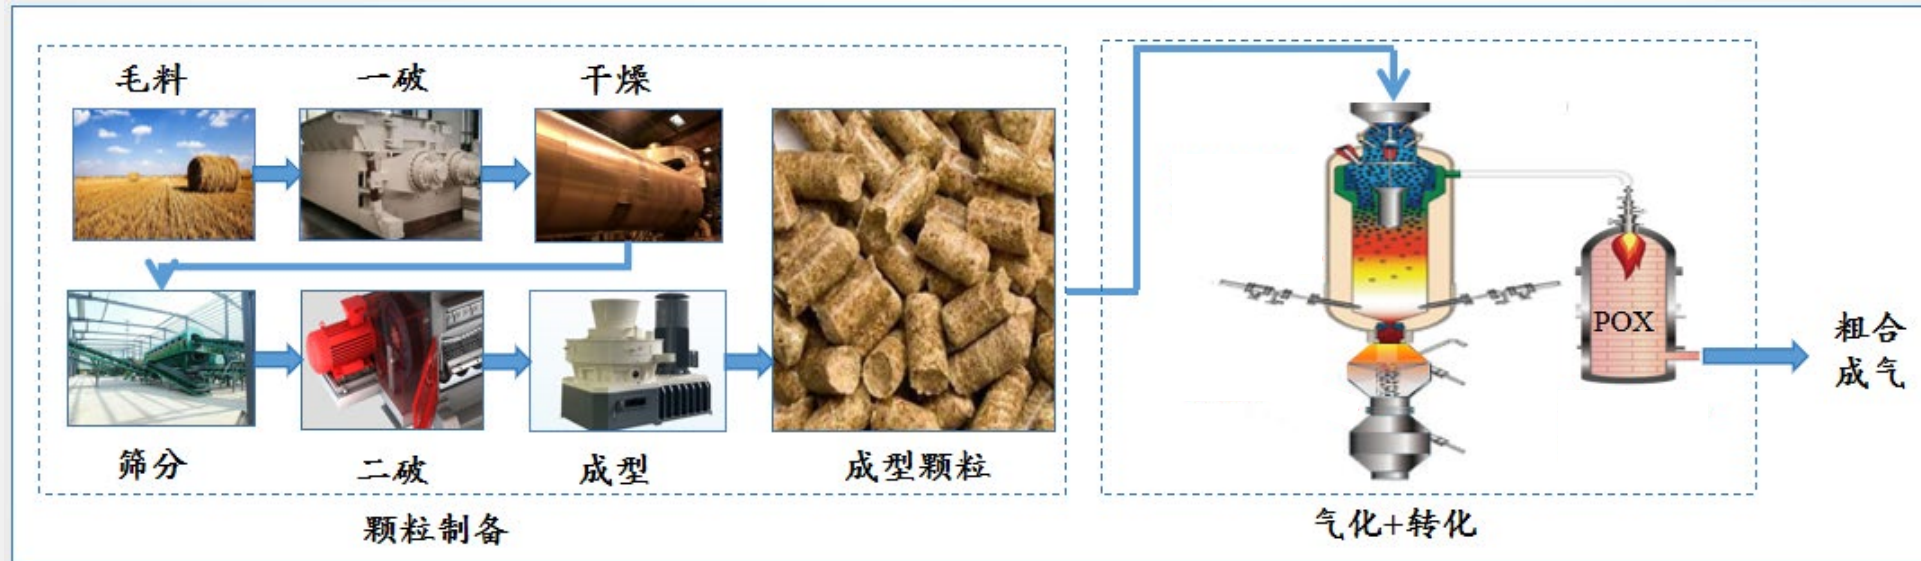 毛料
一破
干燥
筛分
二破
成型
成型颗粒
颗粒制备
POX
气化+转化
粗合
成气